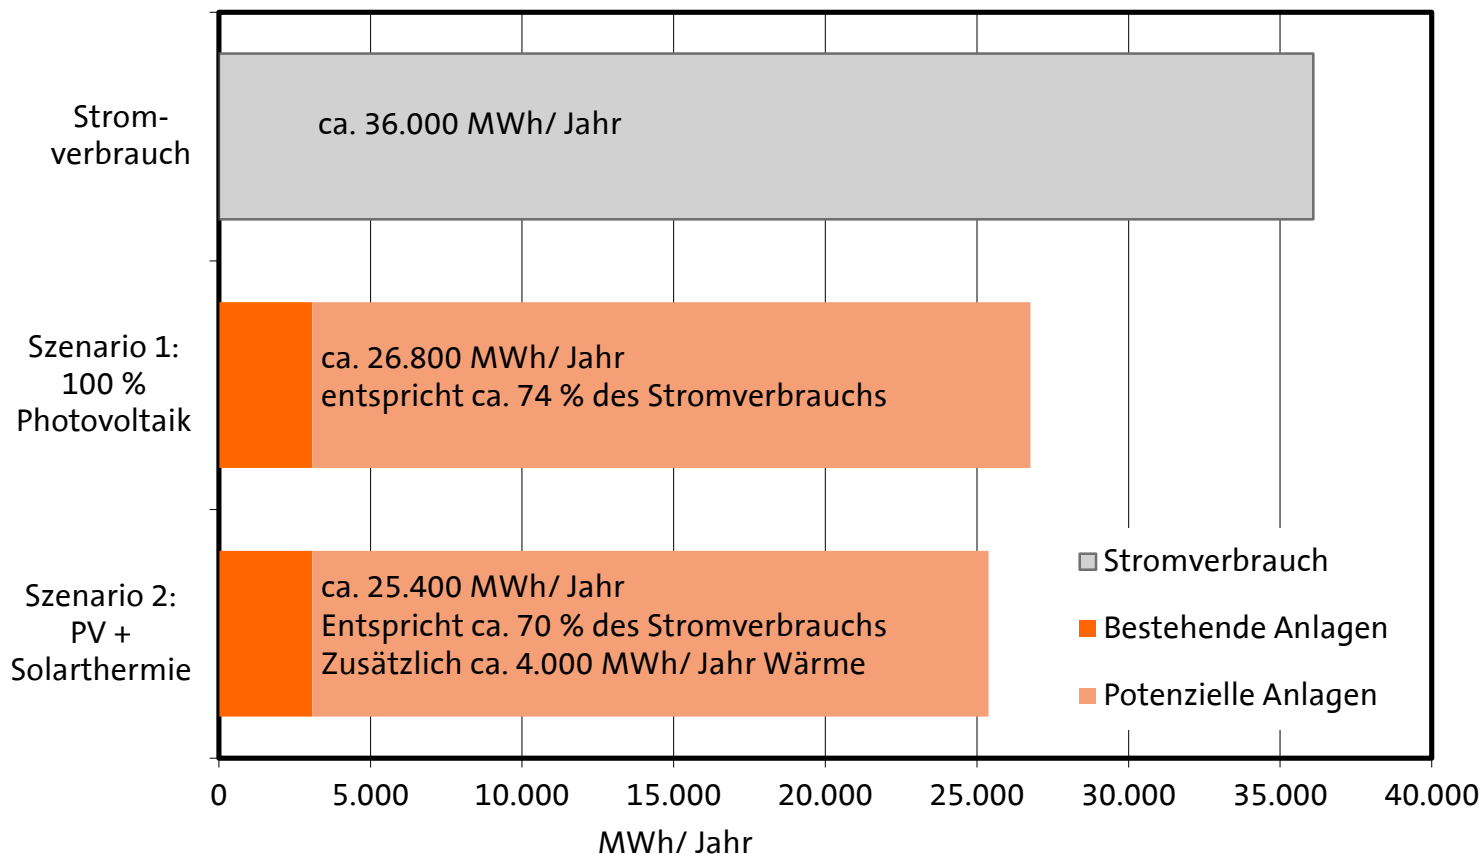 Strom-
verbrauch
ca. 36.000 MWh/ Jahr
Szenario 1:
100 %
Photovoltaik
ca. 26.800 MWh/ Jahr
entspricht ca. 74 % des Stromverbrauchs
Szenario 2:
PV +
Solarthermie
ca. 25.400 MWh/ Jahr
Entspricht ca. 70 % des Stromverbrauchs
Zusätzlich ca. 4.000 MWh/ Jahr Wärme
Stromverbrauch
Bestehende Anlagen
Potenzielle Anlagen
0 5.000 10.000 15.000 20.000 25.000 30.000 35.000 40.000
MWh/ Jahr